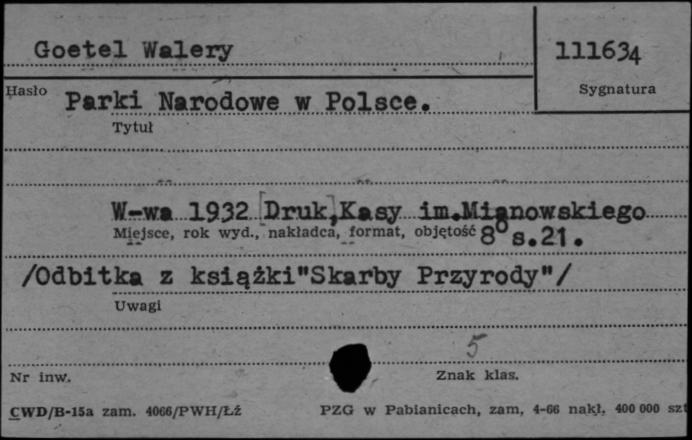 Goetel Walery
111634
Hasło
Sygnatura
Parki Narodowe w Polsce.
Tytuł
W-wa 1932 [Druk,]Kasy im.Mianowskiego
Miejsce, rok wyd., nakładca, format, objętość 8° s.21.
/Odbitka z książki"Skarby Przyrody"/
Uwagi
5
Nr inw.
Znak klas.
CWD/B-15a zam. 4066/PWH/Łż
PZG w Pabianicach, zam, 4-66 nakł. 400 000 szt